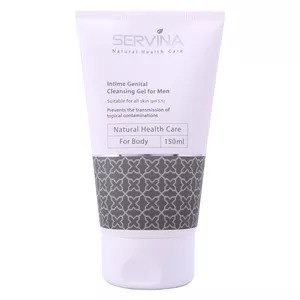 SERVINA
Natural Health Care
Intime Genital
Cleansing Gel for Men
Suitable for all skin
Prevents the transmission of
topical contaminations
Natural Health Care
For Body
150ml